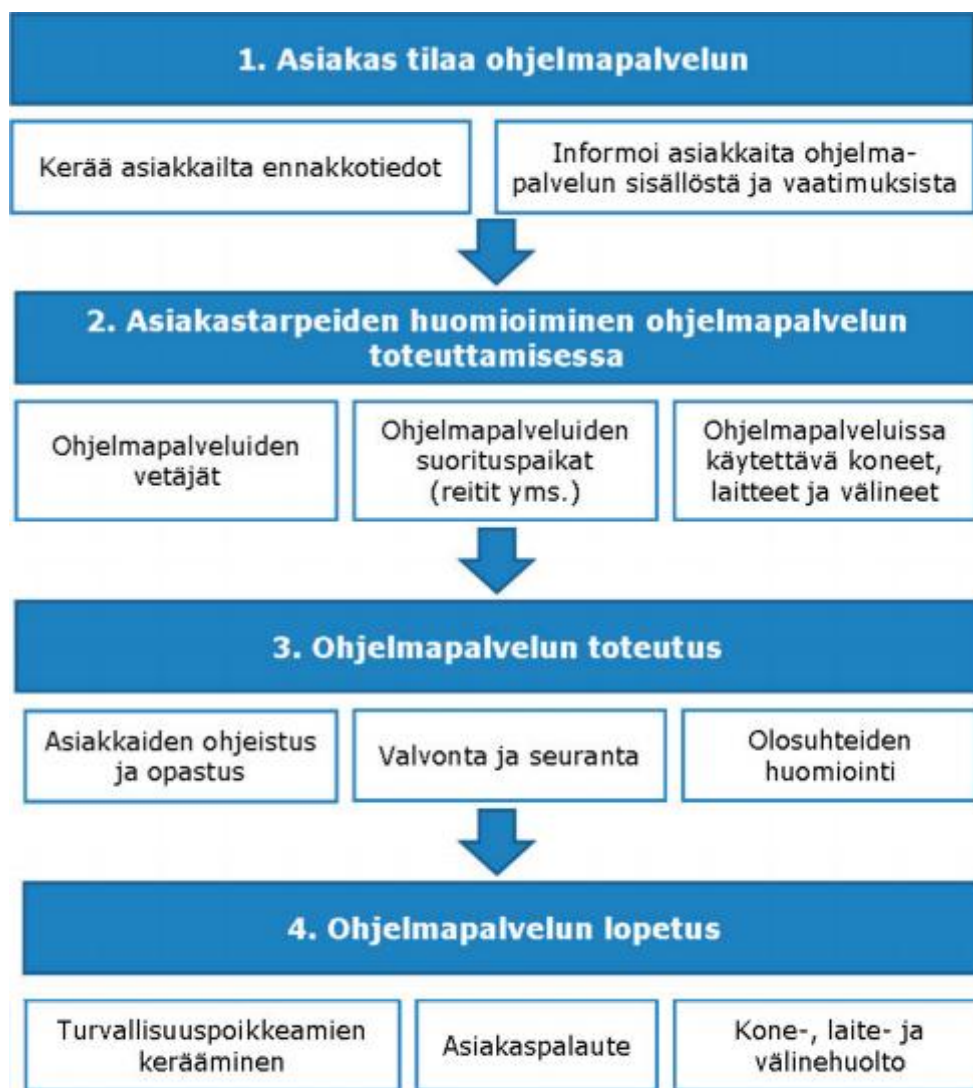 1. Asiakas tilaa ohjelmapalvelun
Kerää asiakkailta ennakkotiedot
Informoi asiakkaita ohjelma-
palvelun sisällöstä ja vaatimuksista
2. Asiakastarpeiden huomioiminen ohjelmapalvelun
toteuttamisessa
Ohjelmapalveluiden
vetäjät
Ohjelmapalveluiden
suorituspaikat
(reitit yms.)
Ohjelmapalveluissa
käytettävä koneet,
laitteet ja välineet
3. Ohjelmapalvelun toteutus
Asiakkaiden ohjeistus
ja opastus
Valvonta ja seuranta
Olosuhteiden
huomiointi
4. Ohjelmapalvelun lopetus
Turvallisuuspoikkeamien
kerääminen
Asiakaspalaute
Kone-, laite- ja
välinehuolto